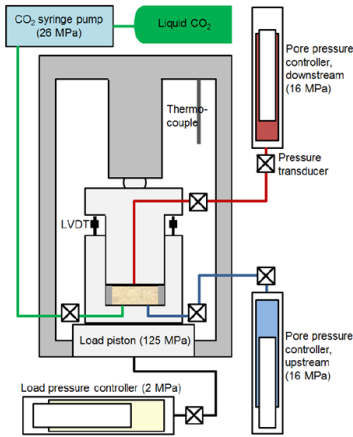 CO₂ syringe pump
(26 MPa)
Liquid CO₂
Pore pressure
controller,
downstream
(16 MPa)
Thermo-
couple
Pressure
transducer
LVDT
Load piston (125 MPa)
Pore pressure
controller,
upstream
(16 MPa)
Load pressure controller (2 MPa)